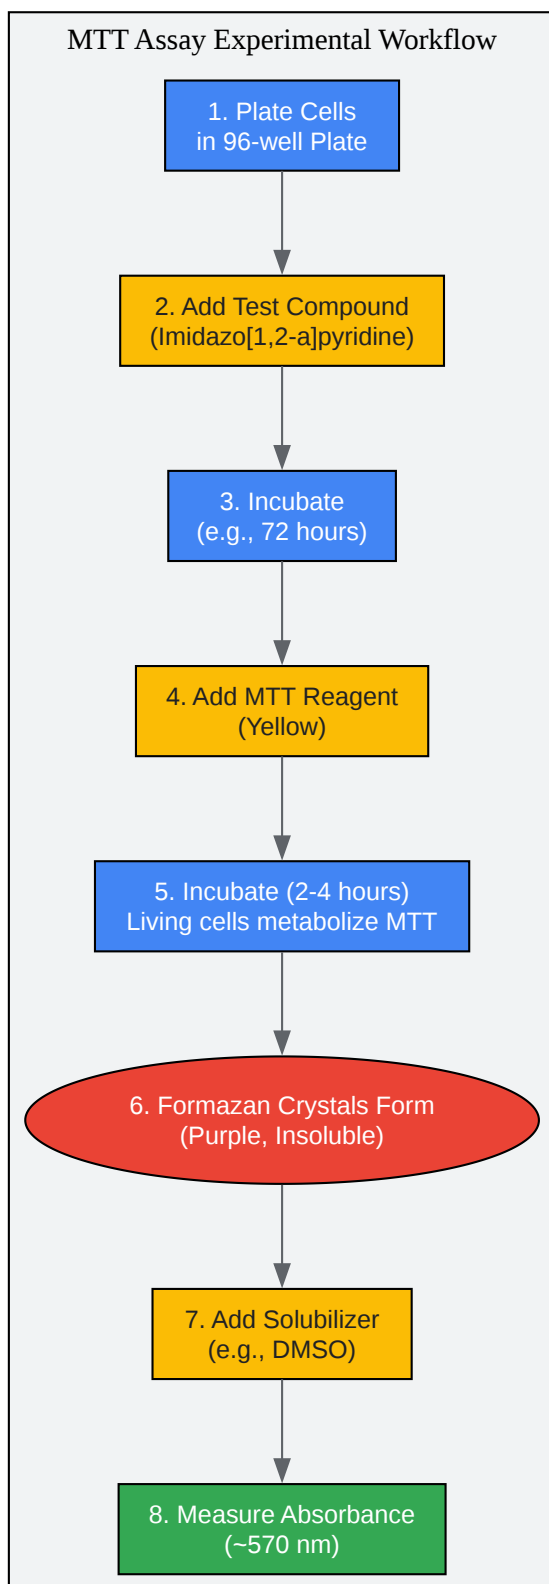 MTT Assay Experimental Workflow
1. Plate Cells
in 96-well Plate
2. Add Test Compound
(Imidazo[1,2-a]pyridine)
3. Incubate
(e.g., 72 hours)
4. Add MTT Reagent
(Yellow)
5. Incubate (2-4 hours)
Living cells metabolize MTT
6. Formazan Crystals Form
(Purple, Insoluble)
7. Add Solubilizer
(e.g., DMSO)
8. Measure Absorbance
(~570 nm)